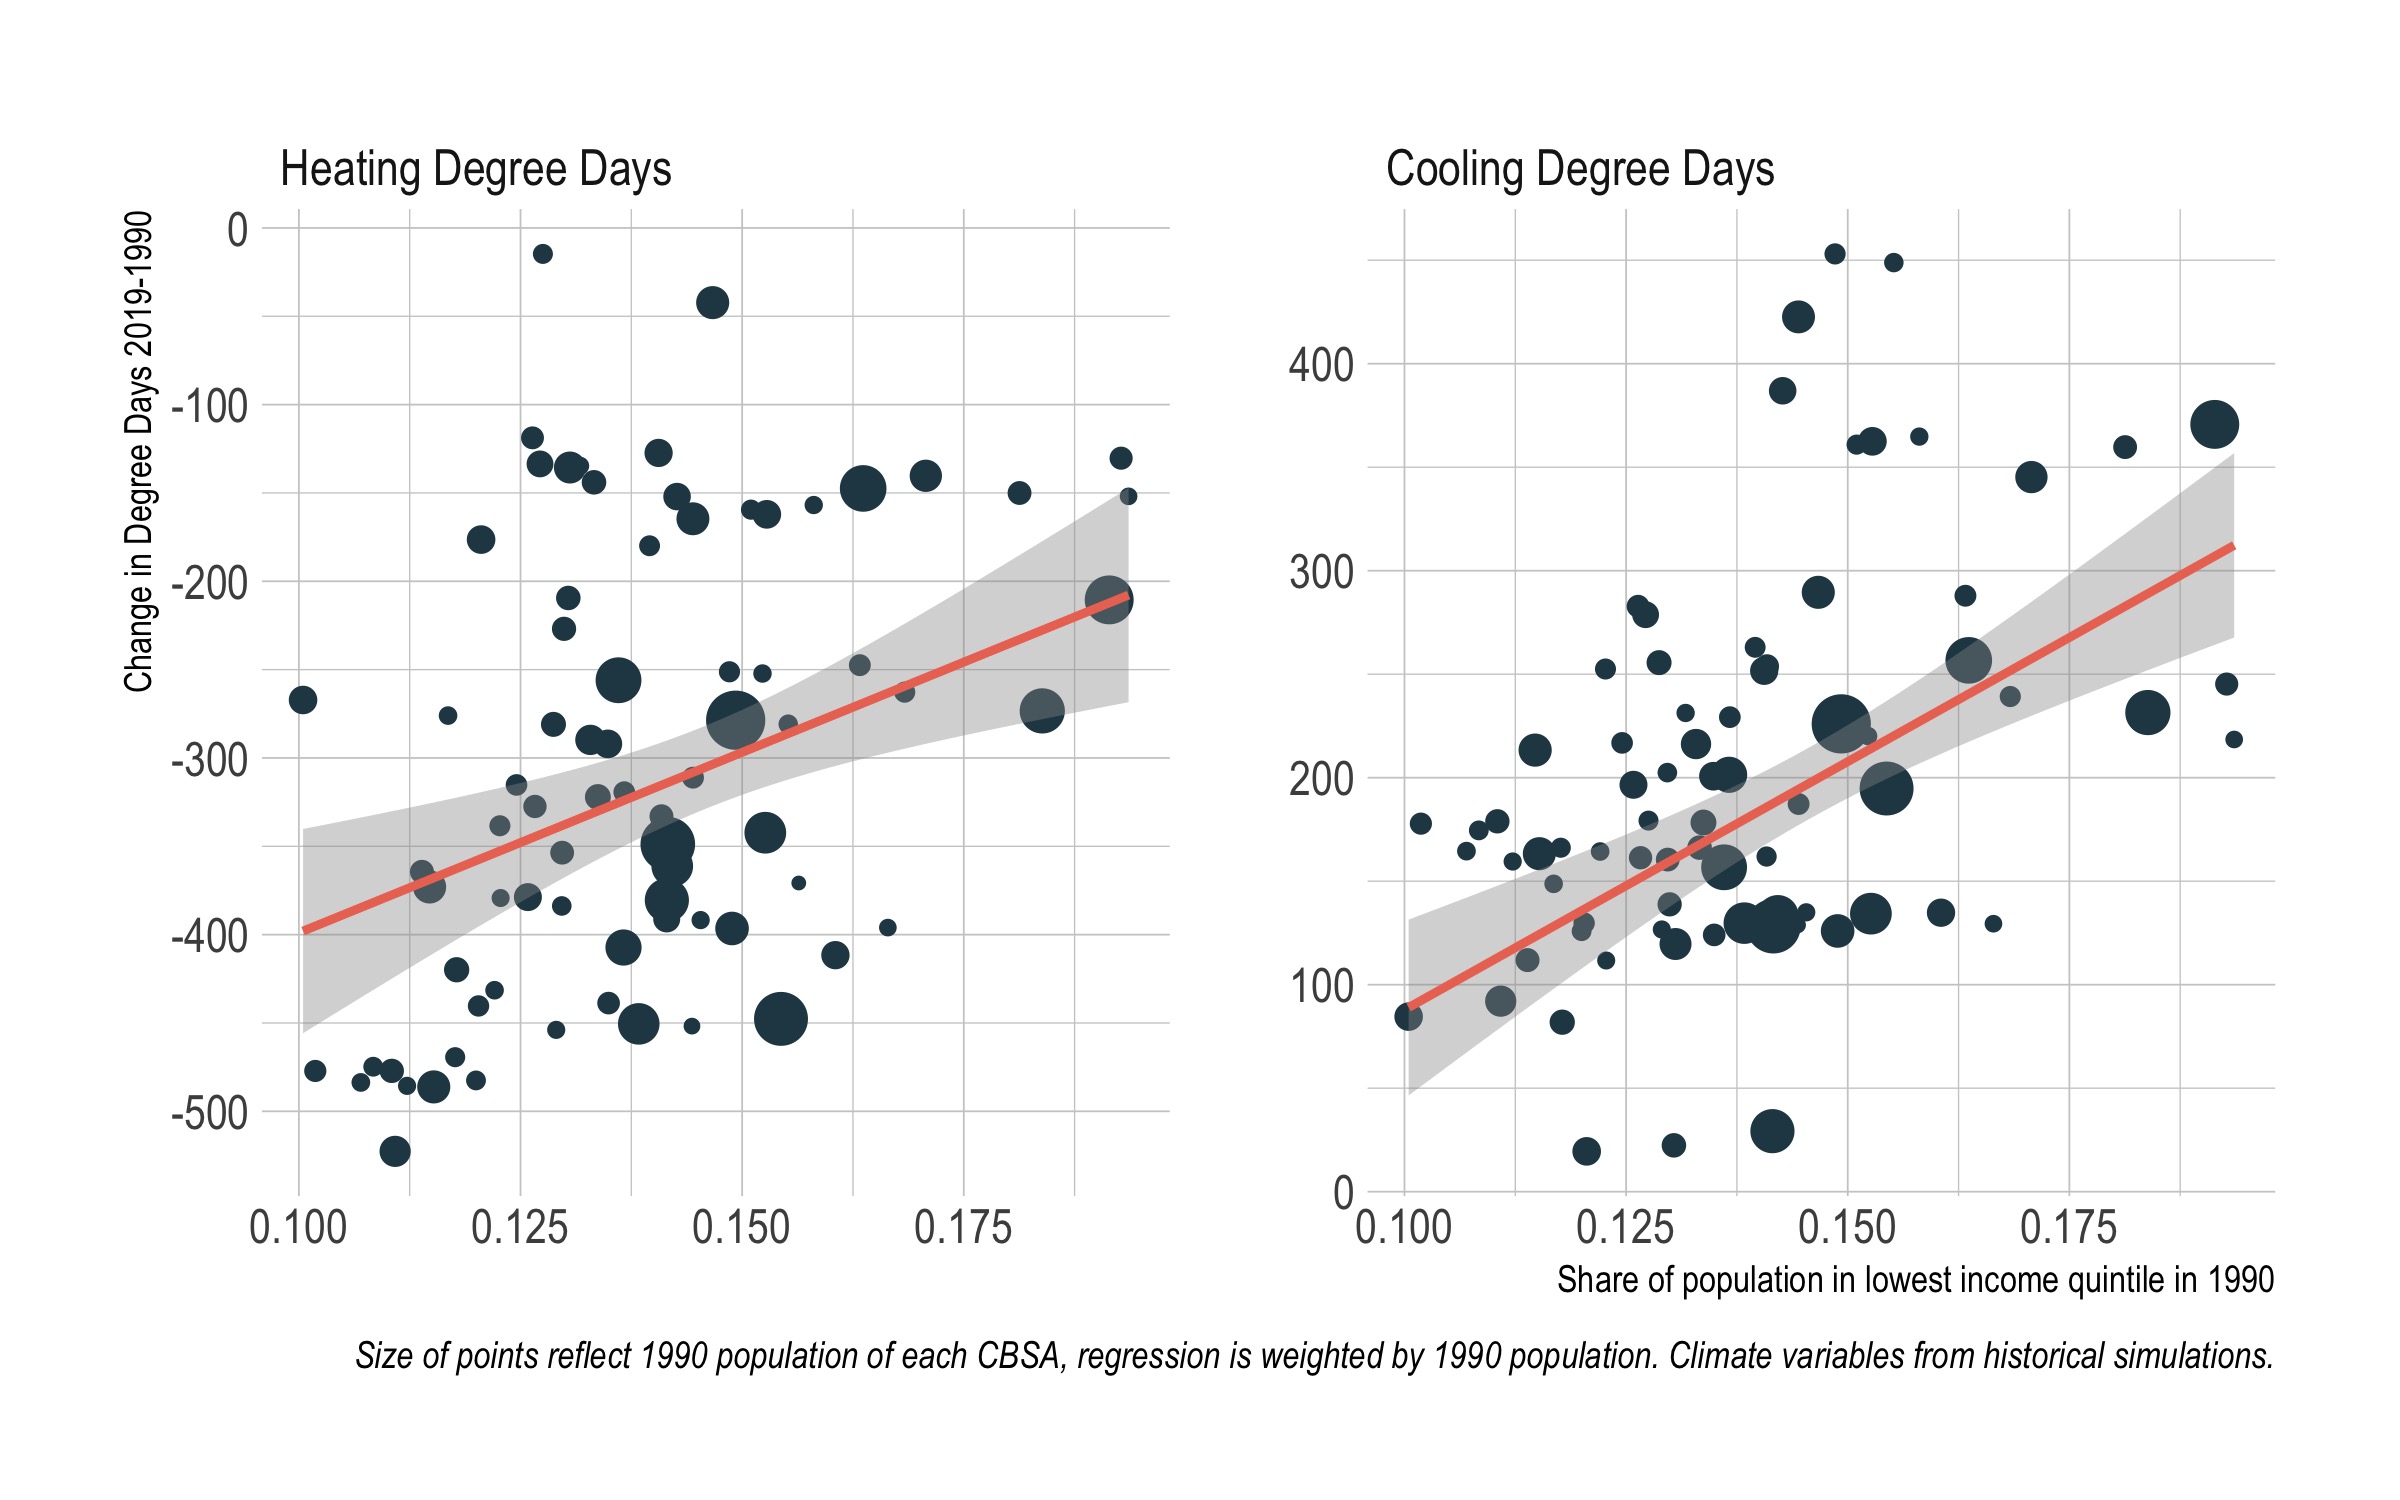 Heating Degree Days
Cooling Degree Days
Change in Degree Days 2019-1990
0
-100
-200
-300
-400
-500
0.100 0.125 0.150 0.175
400
300
200
100
0
0.100 0.125 0.150 0.175
Share of population in lowest income quintile in 1990
Size of points reflect 1990 population of each CBSA, regression is weighted by 1990 population. Climate variables from historical simulations.